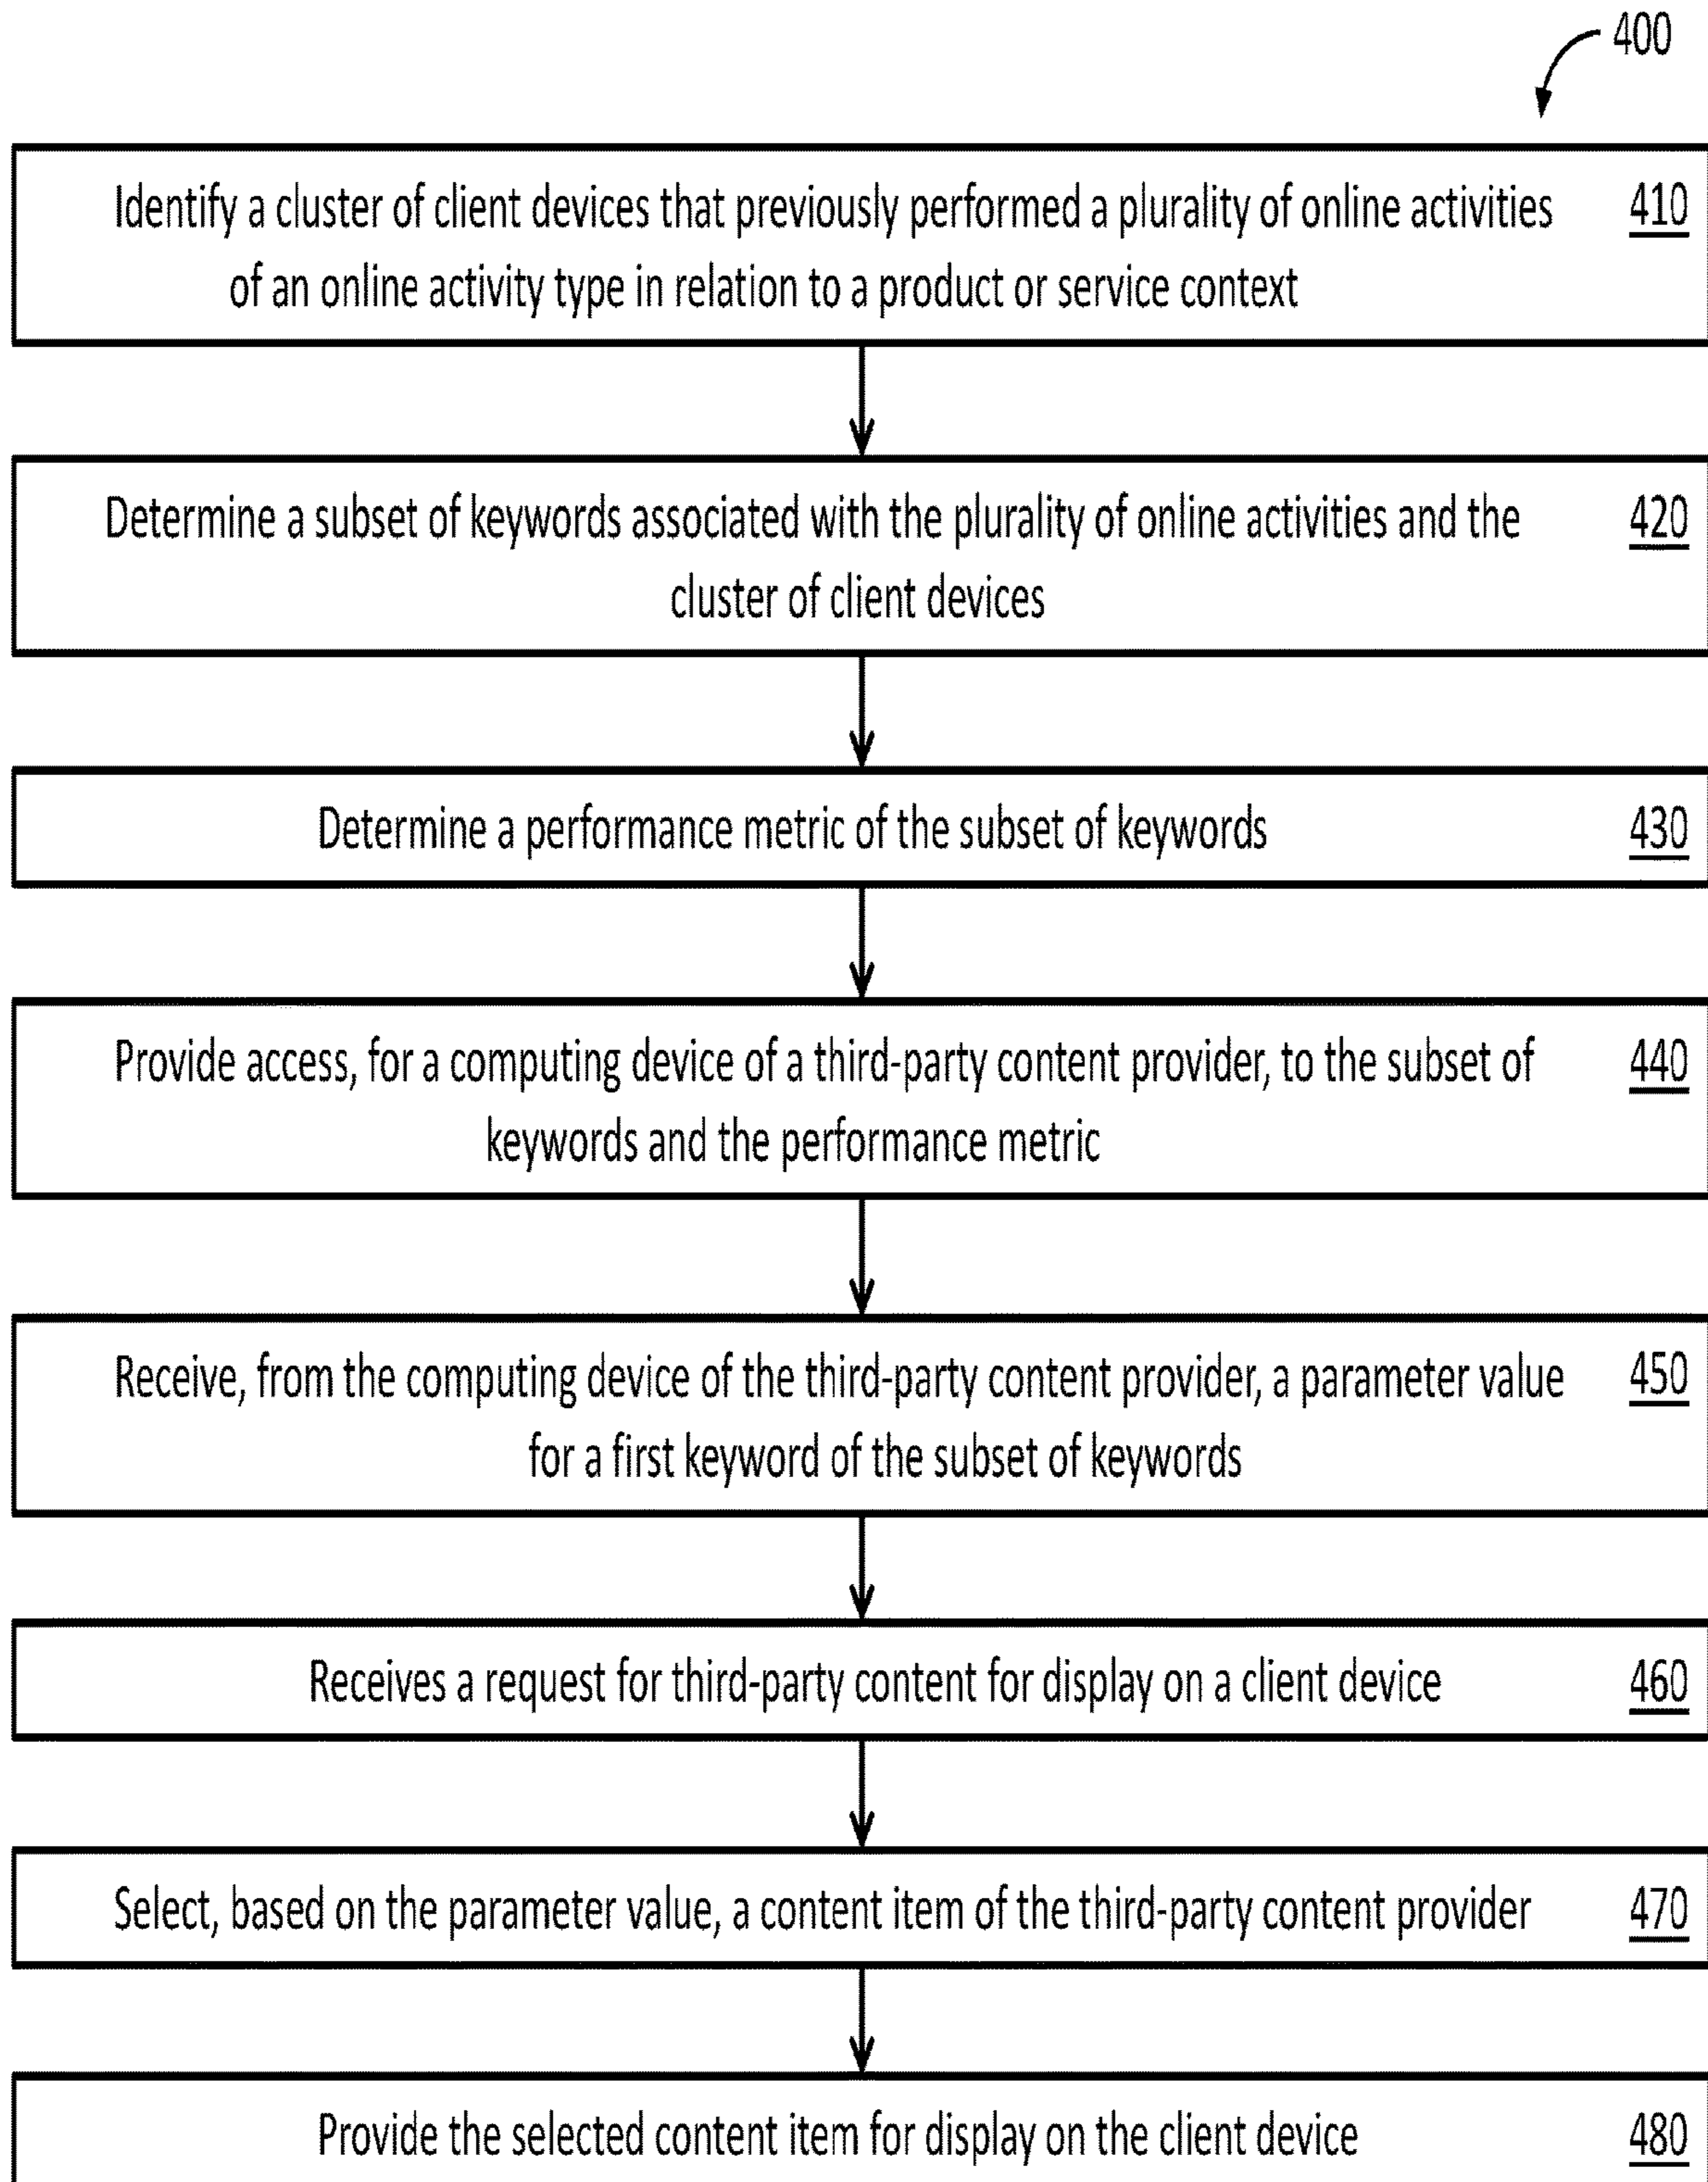 400
Identify a cluster of client devices that previously performed a plurality of online activities 410
of an online activity type in relation to a product or service context
Determine a subset of keywords associated with the plurality of online activities and the 420
cluster of client devices
Determine a performance metric of the subset of keywords 430
Provide access, for a computing device of a third-party content provider, to the subset of 440
keywords and the performance metric
Receive, from the computing device of the third-party content provider, a parameter value 450
for a first keyword of the subset of keywords
Receives a request for third-party content for display on a client device 460
Select, based on the parameter value, a content item of the third-party content provider 470
Provide the selected content item for display on the client device 480